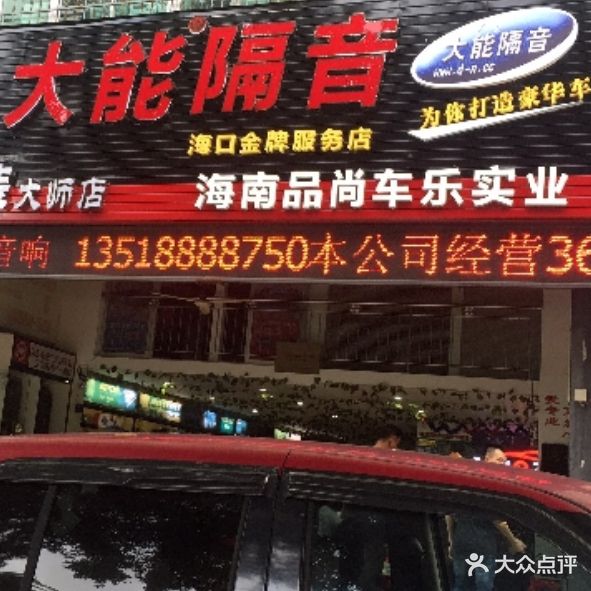 大能隔音
大能隔音
www.d-n.cc
为你打造豪华车
海口金牌服务店
大师店
海南品尚车乐实业
音响 13518888750本公司经营36
大众点评